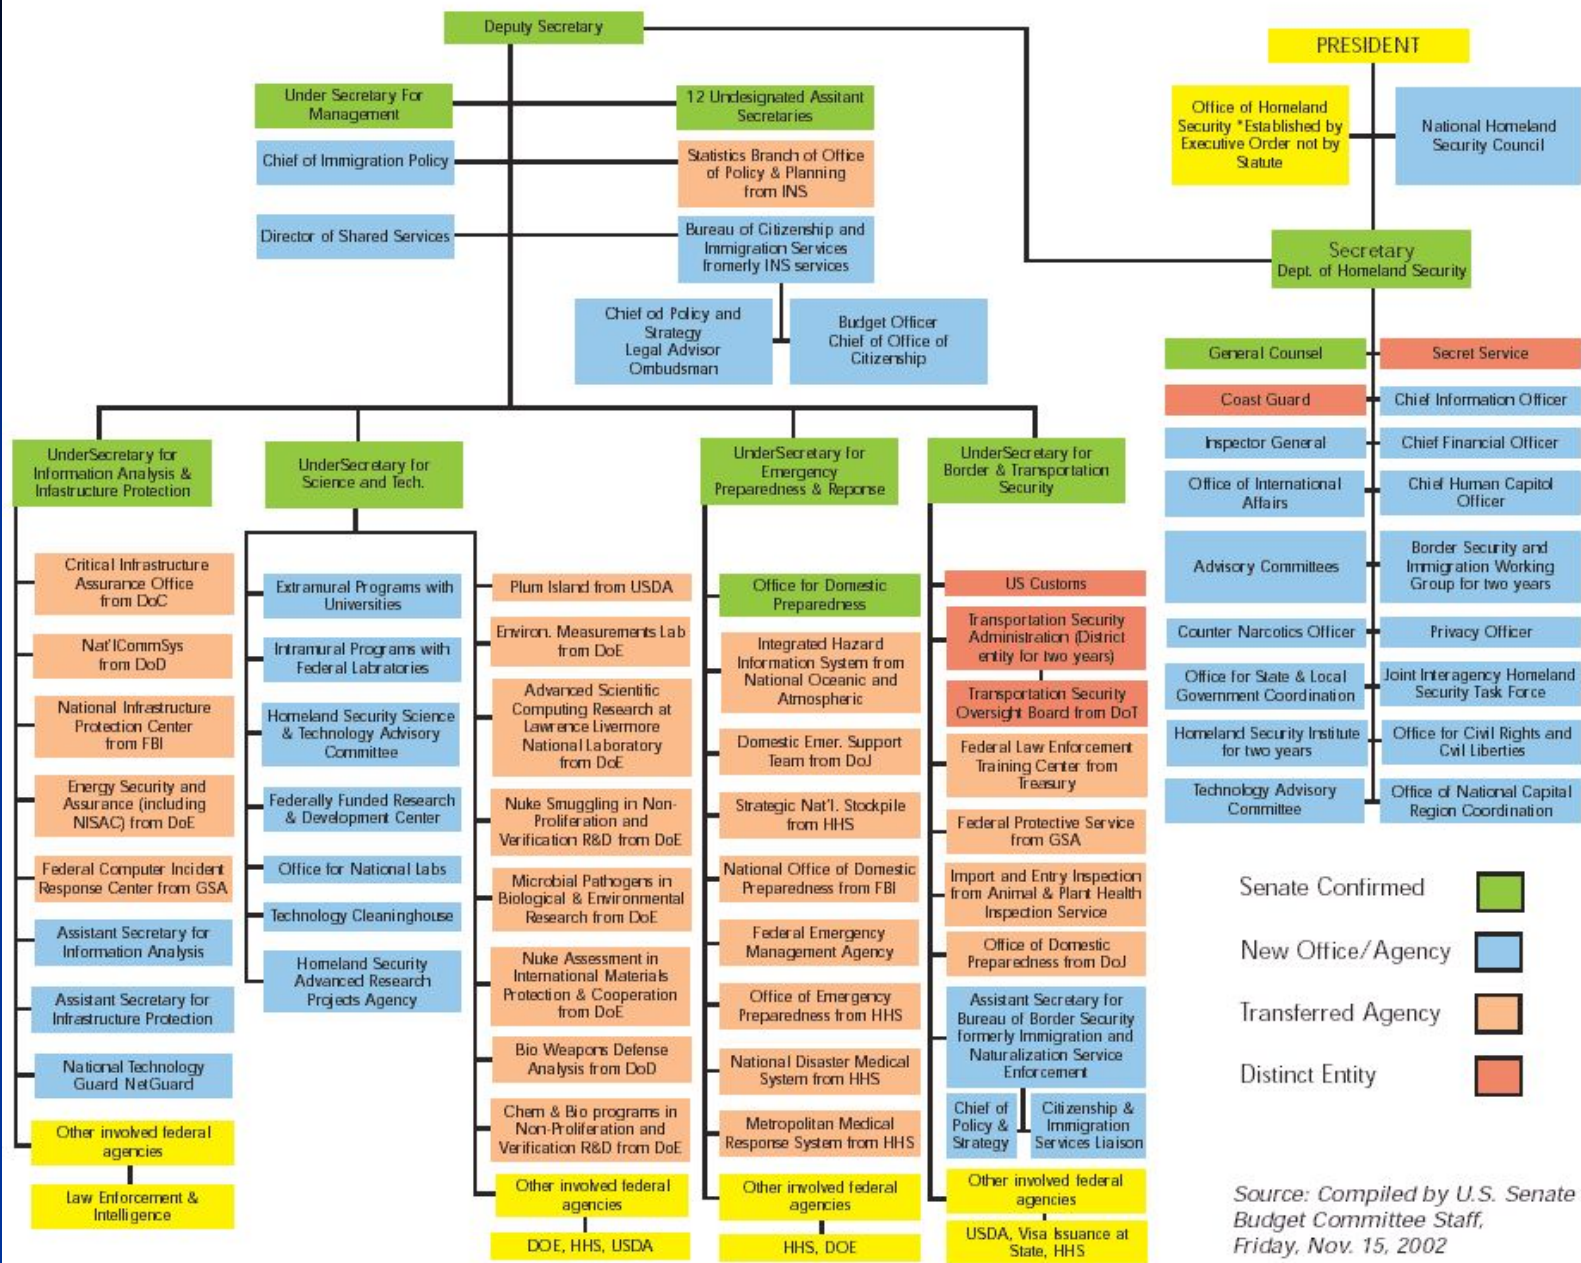 Deputy Secretary
Under Secretary For
Management
12 Undesignated Assitant
Secretaries
Chief of Immigration Policy
Statistics Branch of Office
of Policy & Planning
from INS
Director of Shared Services
Bureau of Citizenship and
Immigration Services
fromerly INS services
Chief od Policy and
Strategy
Legal Advisor
Ombudsman
Budget Officer
Chief of Office of
Citizenship
PRESIDENT
Office of Homeland
Security *Established by
Executive Order not by
Statute
National Homeland
Security Council
Secretary
Dept. of Homeland Security
General Counsel
Secret Service
Coast Guard
Chief Information Officer
Inspector General
Chief Financial Officer
Office of International
Affairs
Chief Human Capitol
Officer
Advisory Committees
Border Security and
Immigration Working
Group for two years
Counter Narcotics Officer
Privacy Officer
Office for State & Local
Government Coordination
Joint Interagency Homeland
Security Task Force
Homeland Security Institute
for two years
Office for Civil Rights and
Cvil Liberties
Technology Advisory
Committee
Office of National Capital
Region Coordination
UnderSecretary for
Information Analysis &
Infastructure Protection
Critical Infrastructure
Assurance Office
from DoC
Nat'lCommSys
from DoD
National Infrastructure
Protection Center
from FBI
Energy Security and
Assurance (including
NISAC) from DoE
Federal Computer Incident
Response Center from GSA
Assistant Secretary for
Information Analysis
Assistant Secretary for
Infrastructure Protection
National Technology
Guard NetGuard
Other involved federal
agencies
Law Enforcement &
Intelligence
UnderSecretary for
Science and Tech.
Extramural Programs with
Universities
Intramural Programs with
Federal Labratories
Homeland Security Science
& Technology Advisory
Committee
Federally Funded Research
& Development Center
Office for National Labs
Technology Cleaninghouse
Homeland Security
Advanced Research
Projects Agency
Plum Island from USDA
Environ. Measurements Lab
from DoE
Advanced Scientific
Computing Research at
Lawrence Livermore
National Laboratory
from DoE
Nuke Smuggling in Non-
Proliferation and
Verification R&D from DoE
Microbial Pathogens in
Biological & Environmental
Research from DoE
Nuke Assessment in
International Materials
Protection & Cooperation
from DoE
Bio Weapons Defense
Analysis from DoD
Chem & Bio programs in
Non-Proliferation and
Verification R&D from DoE
Other involved federal
agencies
DOE, HHS, USDA
UnderSecretary for
Emergency
Preparedness & Reponse
Office for Domestic
Preparedness
Integrated Hazard
Information System from
National Oceanic and
Atmospheric
Domestic Emer. Support
Team from DoJ
Strategic Nat'l. Stockpile
from HHS
National Office of Domestic
Preparedness from FBI
Federal Emergency
Management Agency
Office of Emergency
Preparedness from HHS
National Disaster Medical
System from HHS
Metropolitan Medical
Response System from HHS
Other involved federal
agencies
HHS, DOE
UnderSecretary for
Border & Transportation
Security
US Customs
Transportation Security
Administration (District
entity for two years)
Transportation Security
Oversight Board from DoT
Federal Law Enforcement
Training Center from
Treasury
Federal Protective Service
from GSA
Import and Entry Inspection
from Animal & Plant Health
Inspection Service
Office of Domestic
Preparedness from DoJ
Assistant Secretary for
Bureau of Border Security
formerly Immigration and
Naturalization Service
Enforcement
Chief of
Policy &
Strategy
Citizenship &
Immigration
Services Liaison
Other involved federal
agencies
USDA, Visa Issuance at
State, HHS
Senate Confirmed
New Office/Agency
Transferred Agency
Distinct Entity
Source: Compiled by U.S. Senate
Budget Committee Staff,
Friday, Nov. 15, 2002